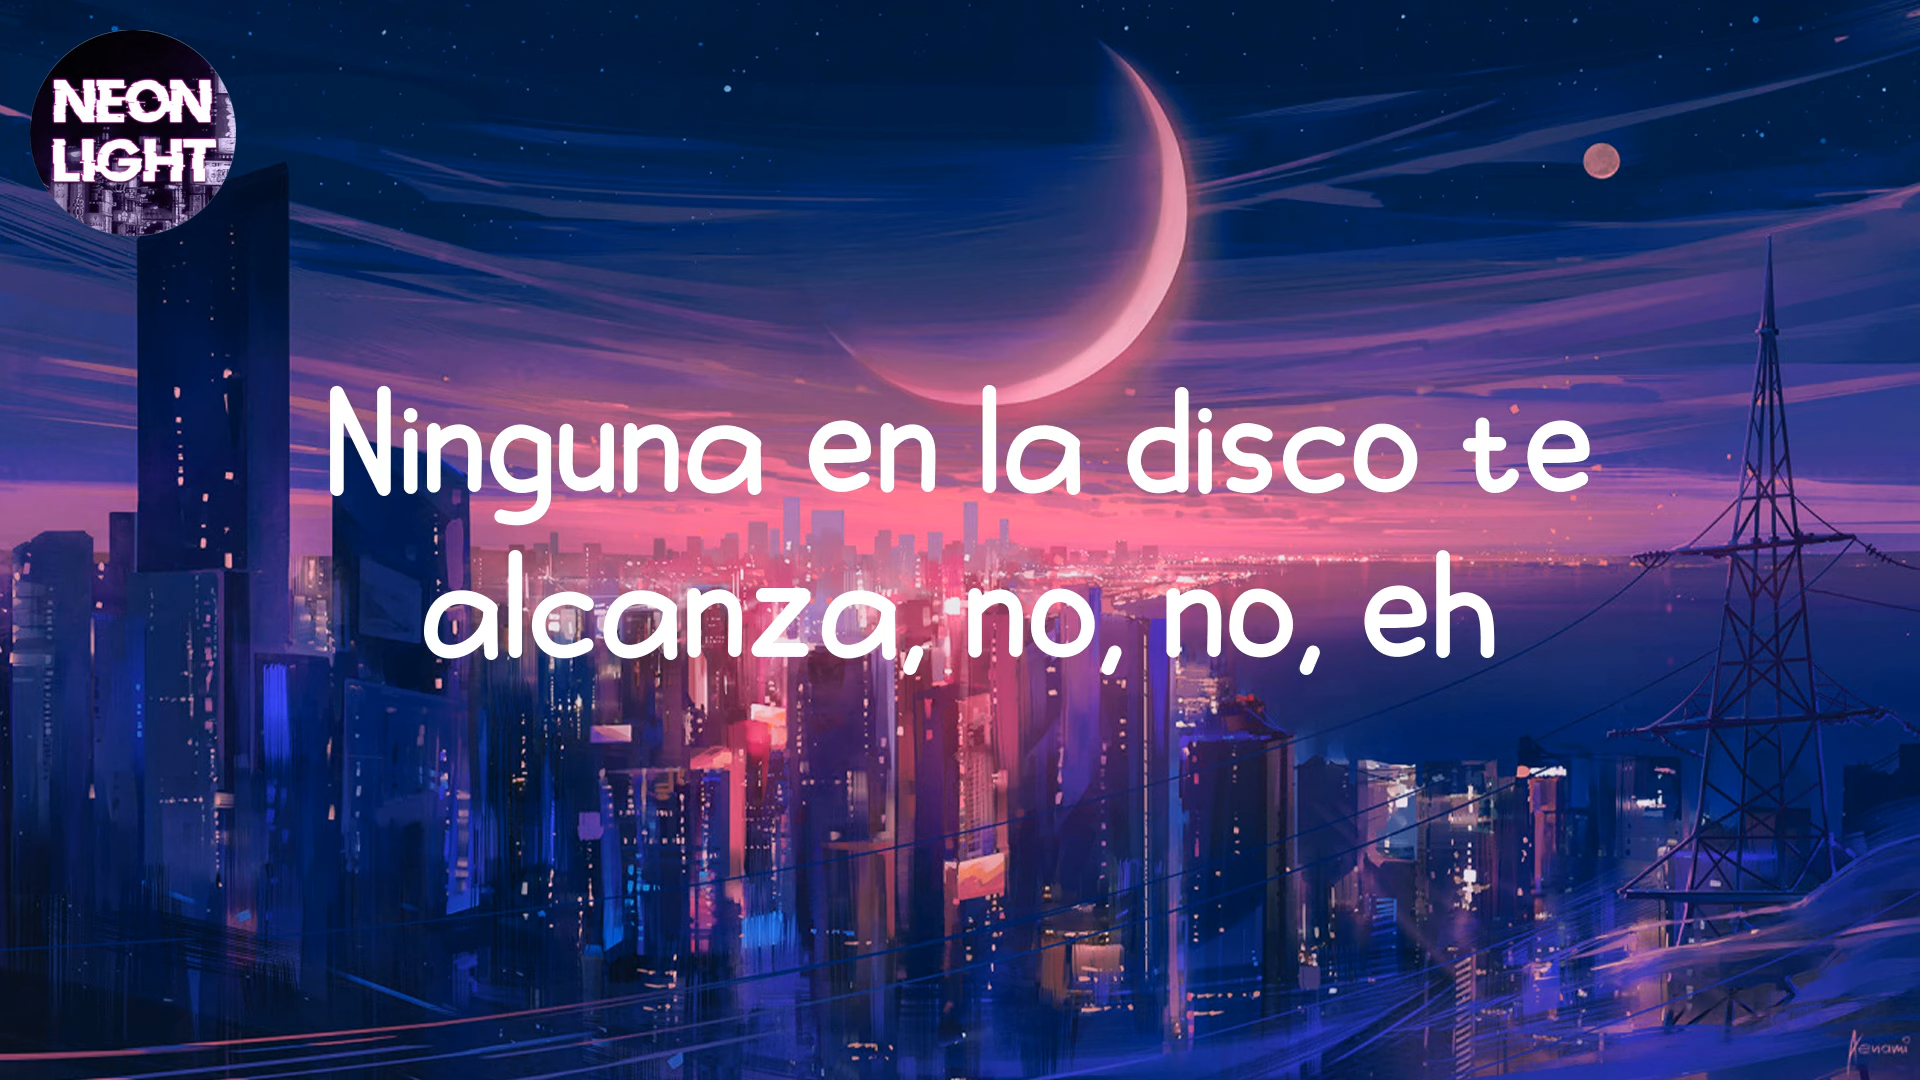 NEON
LIGHT
Ninguna en la disco te
alcanza, no, no, eh